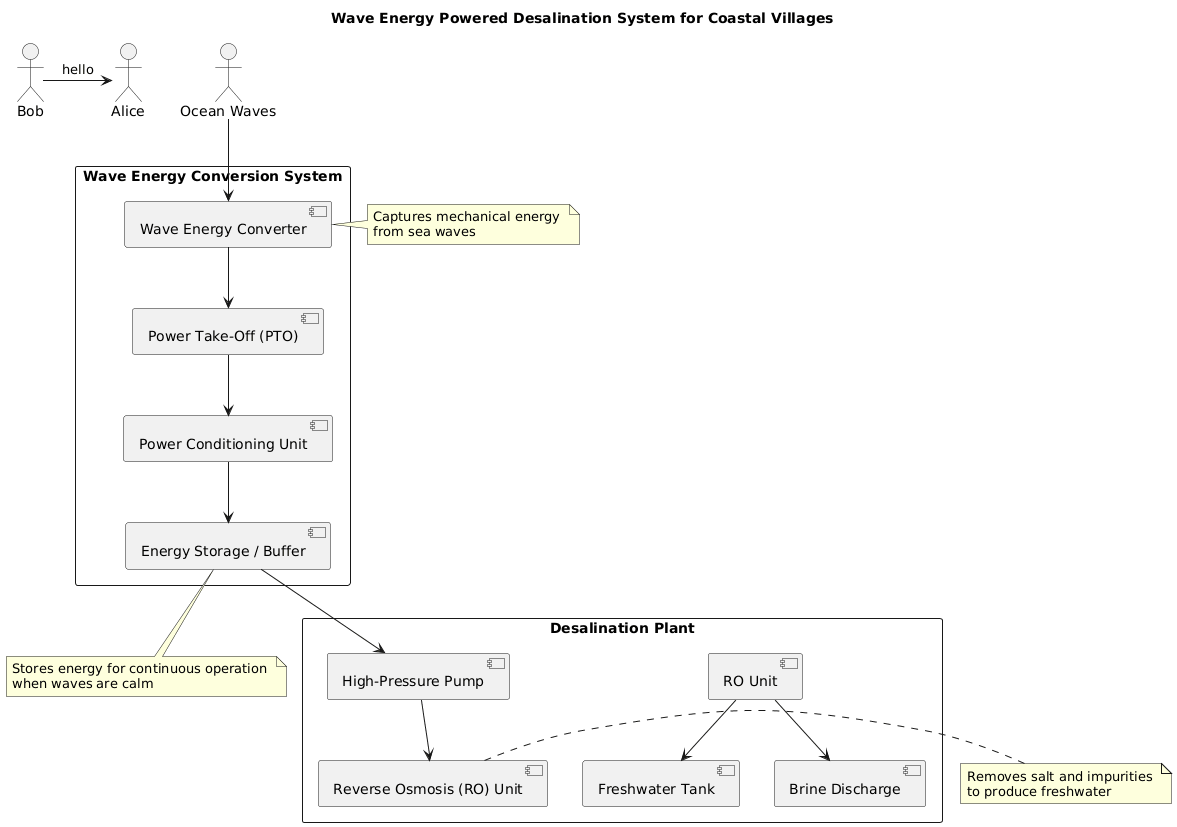 Wave Energy Powered Desalination System for Coastal Villages
hello
Bob
Alice
Ocean Waves
Wave Energy Conversion System
Wave Energy Converter
Captures mechanical energy
from sea waves
Power Take-Off (PTO)
Power Conditioning Unit
Energy Storage / Buffer
Stores energy for continuous operation
when waves are calm
Desalination Plant
High-Pressure Pump
RO Unit
Reverse Osmosis (RO) Unit
Freshwater Tank
Brine Discharge
Removes salt and impurities
to produce freshwater